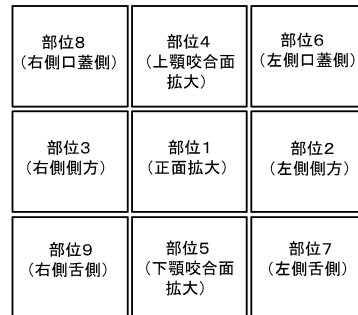 部位8
（右側口蓋側）
部位4
（上顎咬合面
拡大）
部位6
（左側口蓋側）
部位3
（右側側方）
部位1
（正面拡大）
部位2
（左側側方）
部位9
（右側舌側）
部位5
（下顎咬合面
拡大）
部位7
（左側舌側）